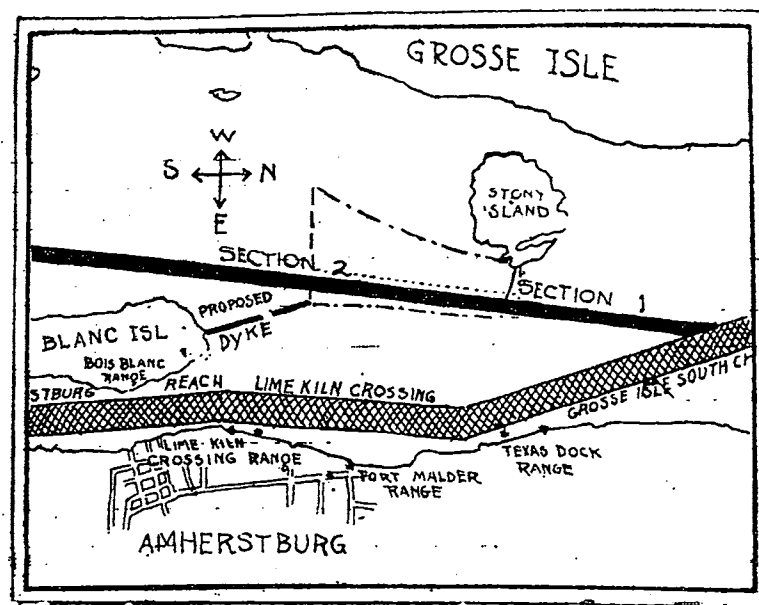 GROSSE ISLE
W
S N
E
STONY
ISLAND
SECTION 2
SECTION 1
PROPOSED
DYKE
BLANC ISL
BOIS BLANC
RANGE
STBURG REACH LIME KILN CROSSING
GROSSE ISLE SOUTH CH
LIME-KILN
CROSSING RANGE
FORT MALDER
RANGE
TEXAS DOCK
RANGE
AMHERSTBURG